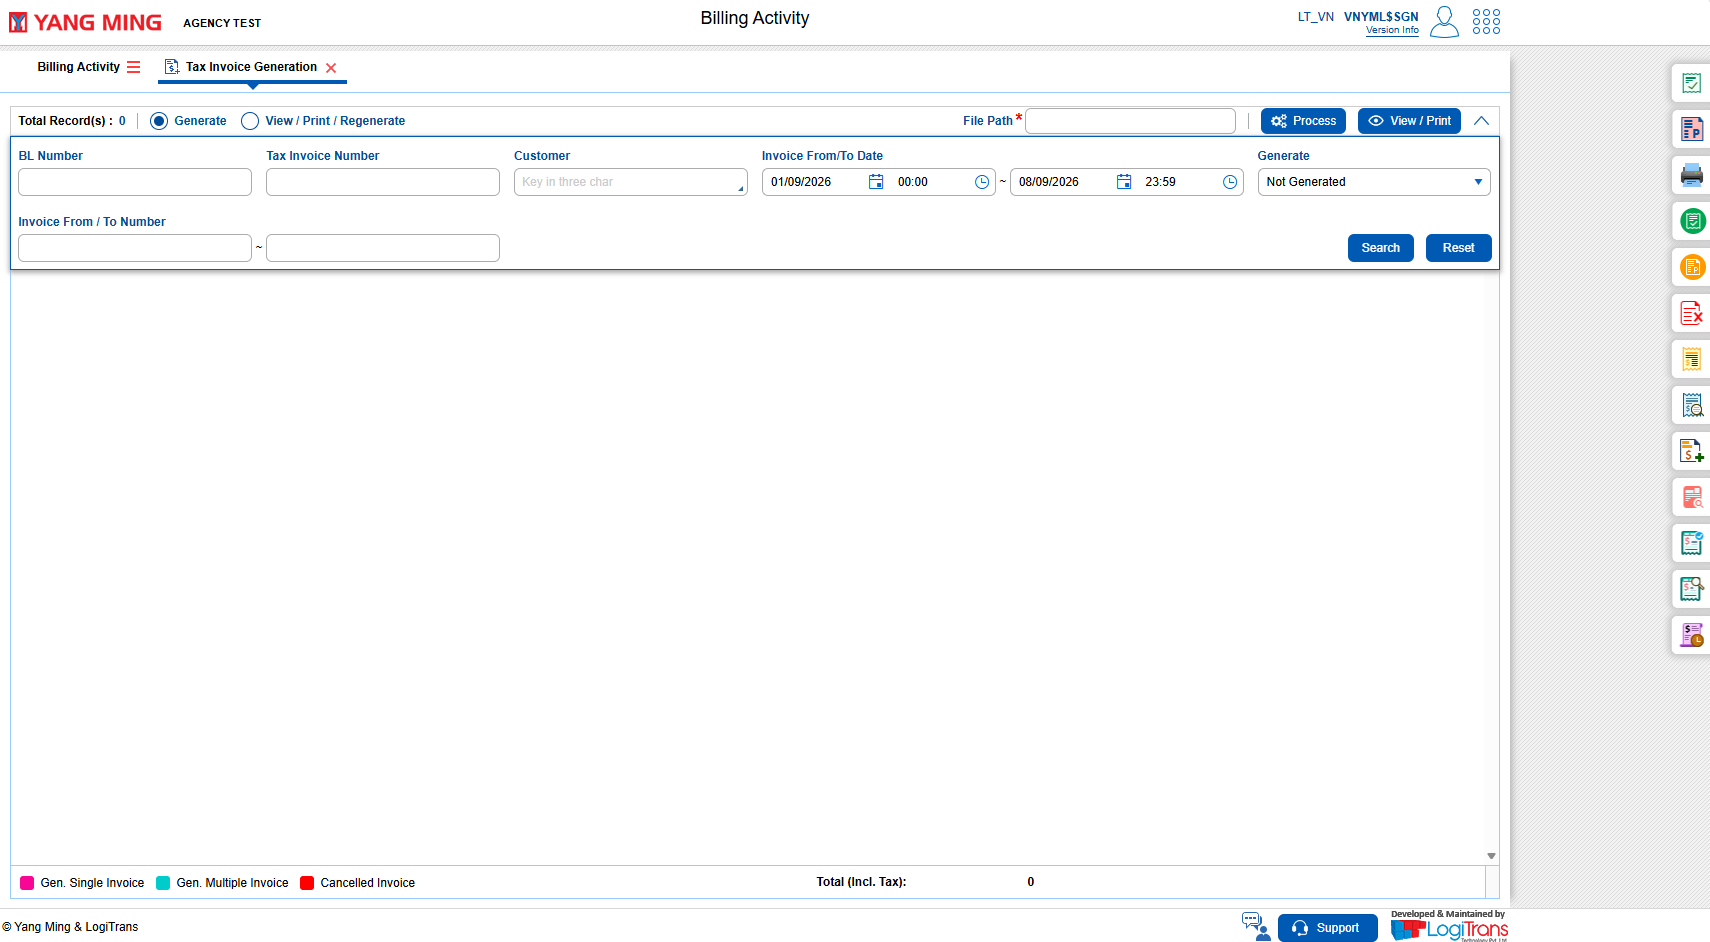 YANG MING AGENCY TEST
Billing Activity
LT_VN VNYML$SGN
Version Info
Billing Activity
Tax Invoice Generation
Total Record(s) : 0
Generate
View / Print / Regenerate
File Path *
Process
View / Print
BL Number
Tax Invoice Number
Customer
Invoice From/To Date
Generate
Key in three char
01/09/2026 00:00 ~ 08/09/2026 23:59
Not Generated
Invoice From / To Number
~
Search
Reset
Gen. Single Invoice
Gen. Multiple Invoice
Cancelled Invoice
Total (Incl. Tax): 0
© Yang Ming & LogiTrans
Support
Developed & Maintained by
LogiTrans
Technology Pvt. Ltd.